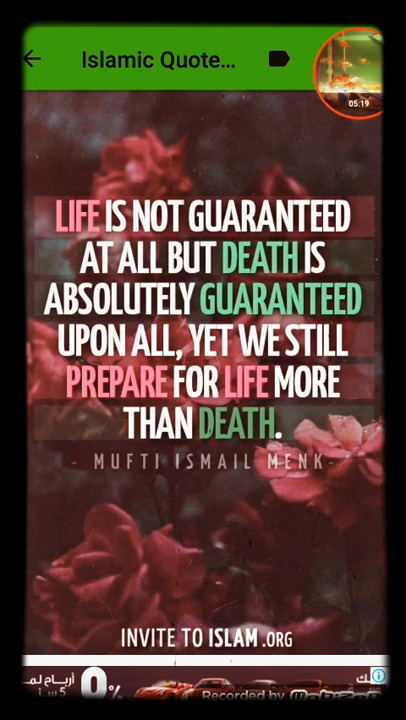 Islamic Quote...
05:19
LIFE IS NOT GUARANTEED
AT ALL BUT DEATH IS
ABSOLUTELY GUARANTEED
UPON ALL, YET WE STILL
PREPARE FOR LIFE MORE
THAN DEATH.
- MUFTI ISMAIL MENK-
INVITE TO ISLAM .ORG
0%
Recorded by